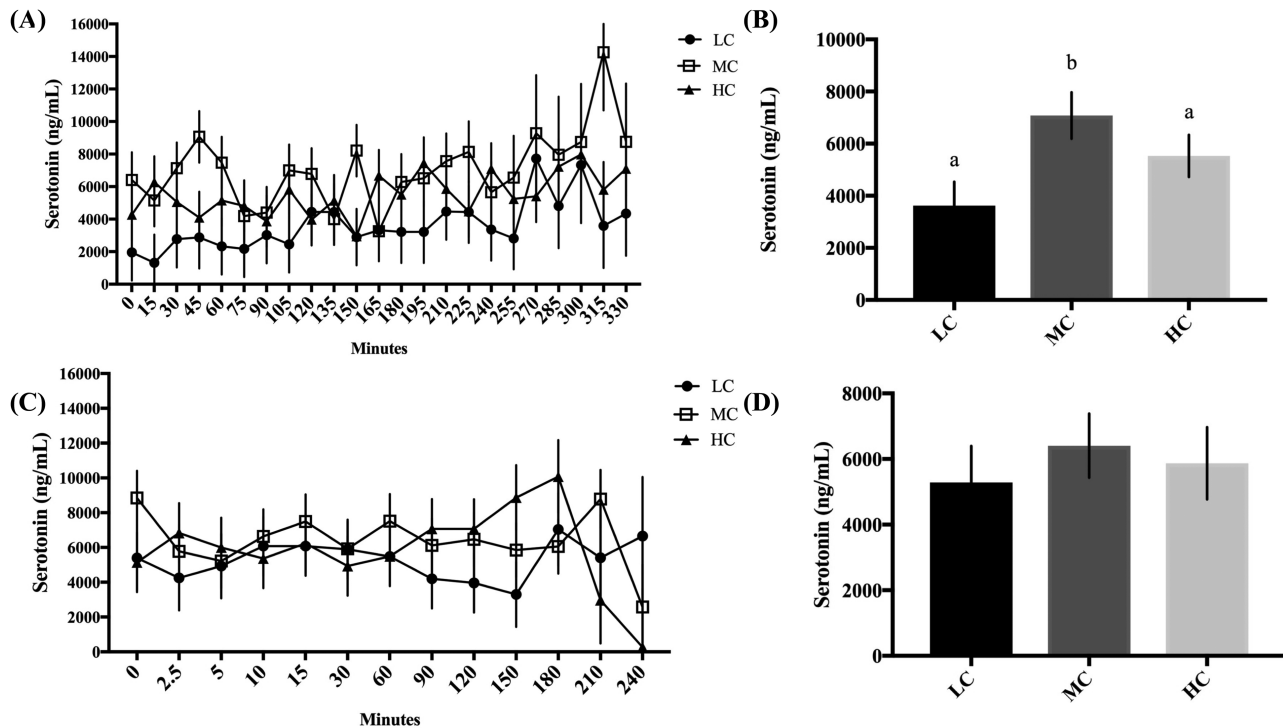 (A)
Serotonin (ng/mL)
16000
14000
12000
10000
8000
6000
4000
2000
0
0 15 30 45 60 75 90 105 120 135 150 165 180 195 210 225 240 255 270 285 300 315 330
Minutes
LC
MC
HC
(B)
Serotonin (ng/mL)
10000
8000
6000
4000
2000
0
a b a
LC MC HC
(C)
Serotonin (ng/mL)
16000
14000
12000
10000
8000
6000
4000
2000
0
0 2.5 5 10 15 30 60 90 120 150 180 210 240
Minutes
LC
MC
HC
(D)
Serotonin (ng/mL)
8000
6000
4000
2000
0
LC MC HC